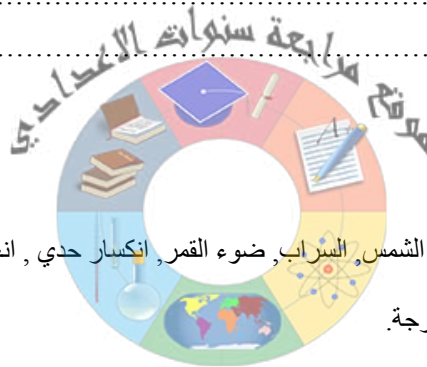 موقع مراجعة سنوات الاعدادي
الشمس, السراب, ضوء القمر, انكسار حدي ,
رجة.